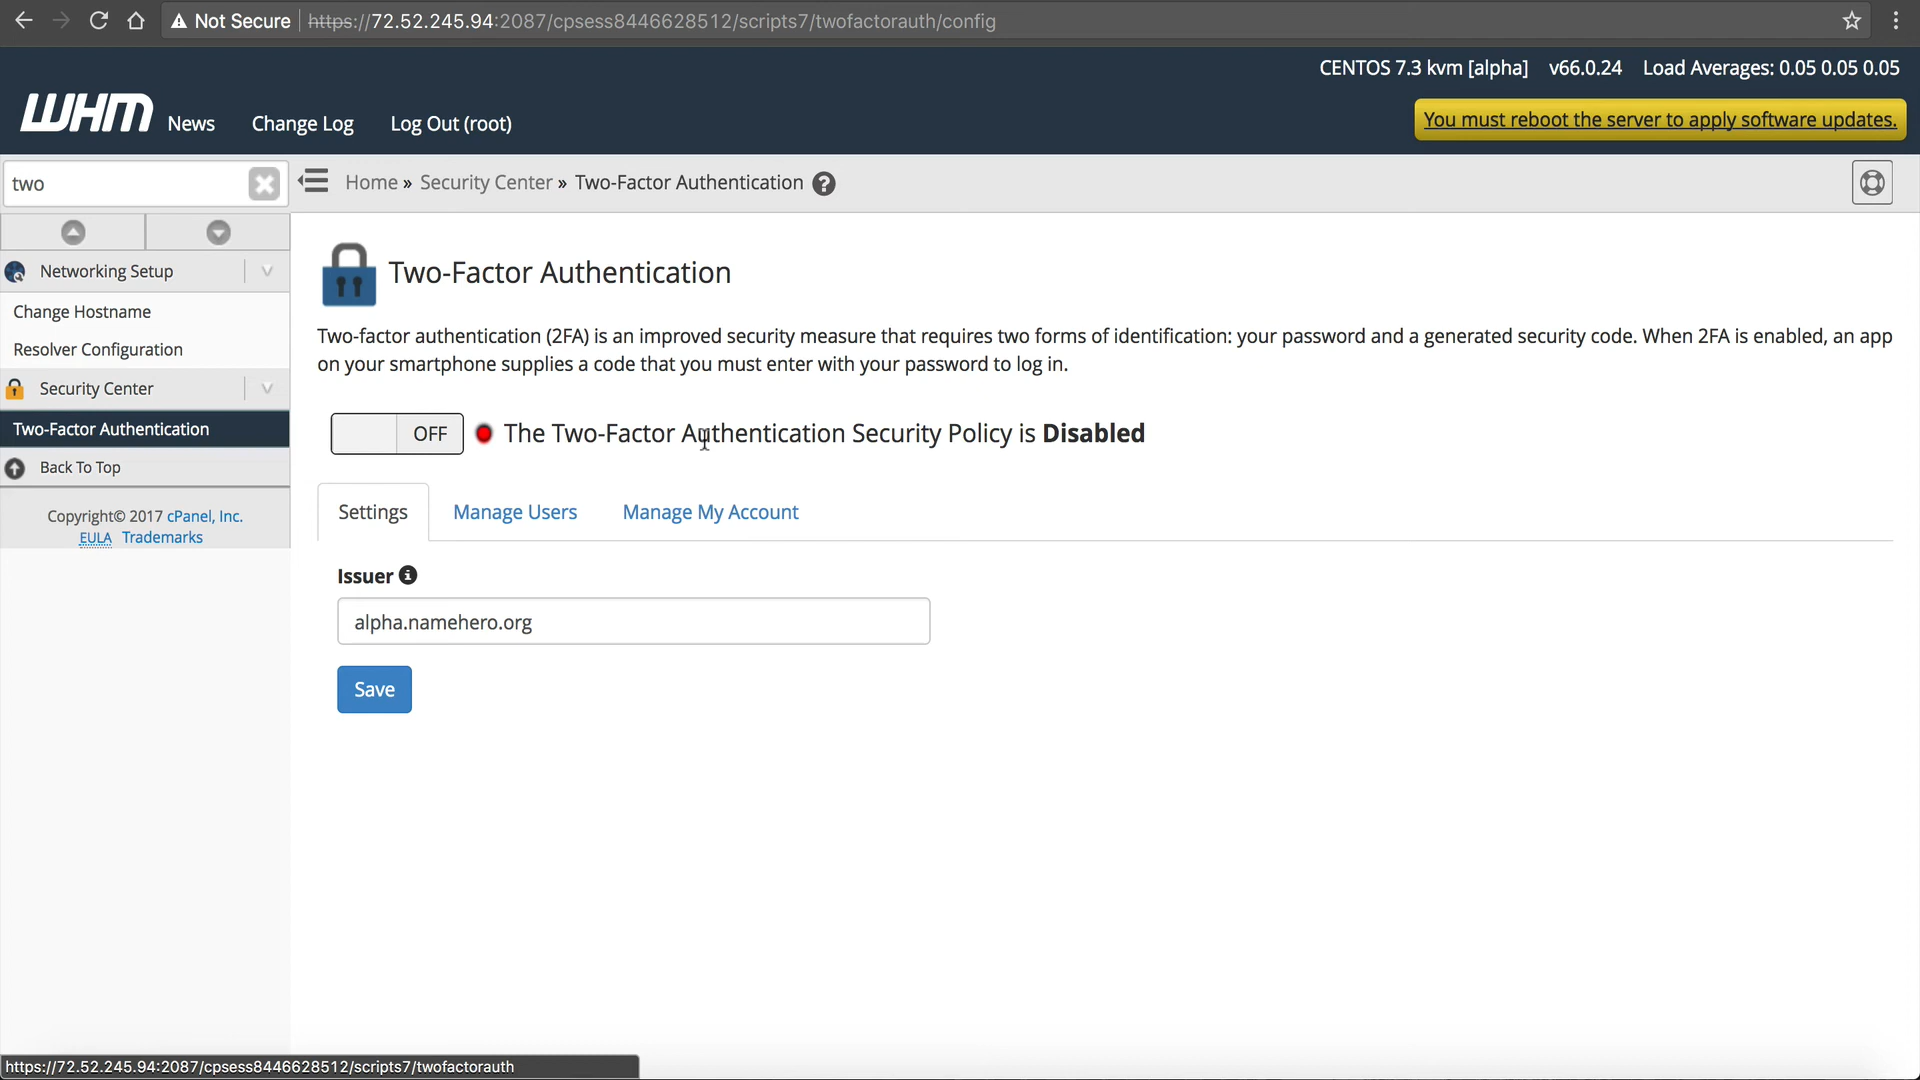 Not Secure https://72.52.245.94:2087/cpsess8446628512/scripts7/twofactorauth/config
CENTOS 7.3 kvm [alpha] v66.0.24 Load Averages: 0.05 0.05 0.05
WHM News Change Log Log Out (root)
You must reboot the server to apply software updates.
two
Home » Security Center » Two-Factor Authentication
Networking Setup
Change Hostname
Resolver Configuration
Security Center
Two-Factor Authentication
Back To Top
Copyright© 2017 cPanel, Inc.
EULA Trademarks
Two-Factor Authentication
Two-factor authentication (2FA) is an improved security measure that requires two forms of identification: your password and a generated security code. When 2FA is enabled, an app
on your smartphone supplies a code that you must enter with your password to log in.
OFF The Two-Factor Authentication Security Policy is Disabled
Settings Manage Users Manage My Account
Issuer
alpha.namehero.org
Save
https://72.52.245.94:2087/cpsess8446628512/scripts7/twofactorauth